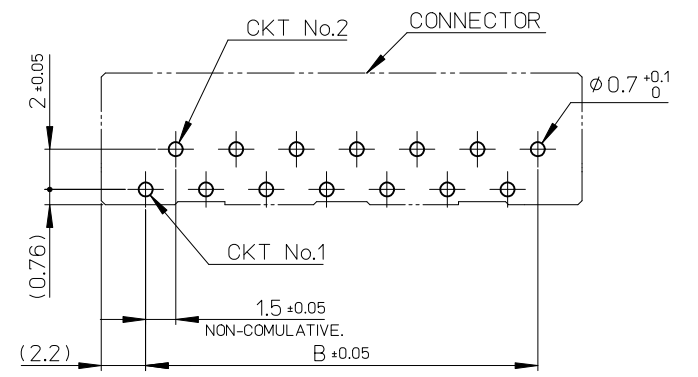 CKT No.2
CONNECTOR
2 ±0.05
Φ0.7 +0.1 0
(0.76)
CKT No.1
1.5 ±0.05
NON-COMULATIVE.
(2.2)
B ±0.05